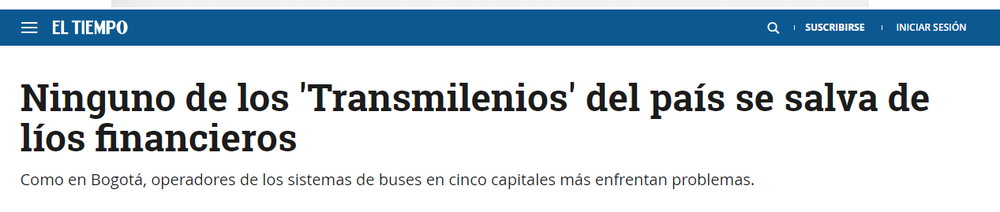 EL TIEMPO
SUSCRIBIRSE
INICIAR SESIÓN
Ninguno de los 'Transmilenios' del país se salva de
líos financieros
Como en Bogotá, operadores de los sistemas de buses en cinco capitales más enfrentan problemas.